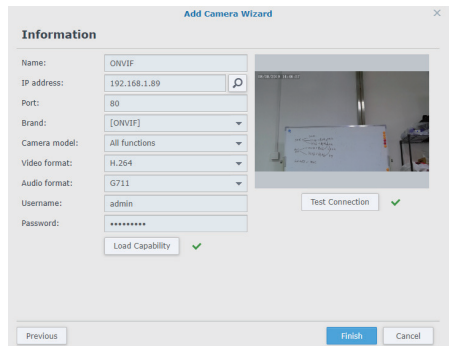 Add Camera Wizard
Information
Name: ONVIF
IP address: 192.168.1.89
Port: 80
Brand: [ONVIF]
Camera model: All functions
Video format: H.264
Audio format: G711
Username: admin
Password: •••••••••
Load Capability
Test Connection
Previous
Finish
Cancel